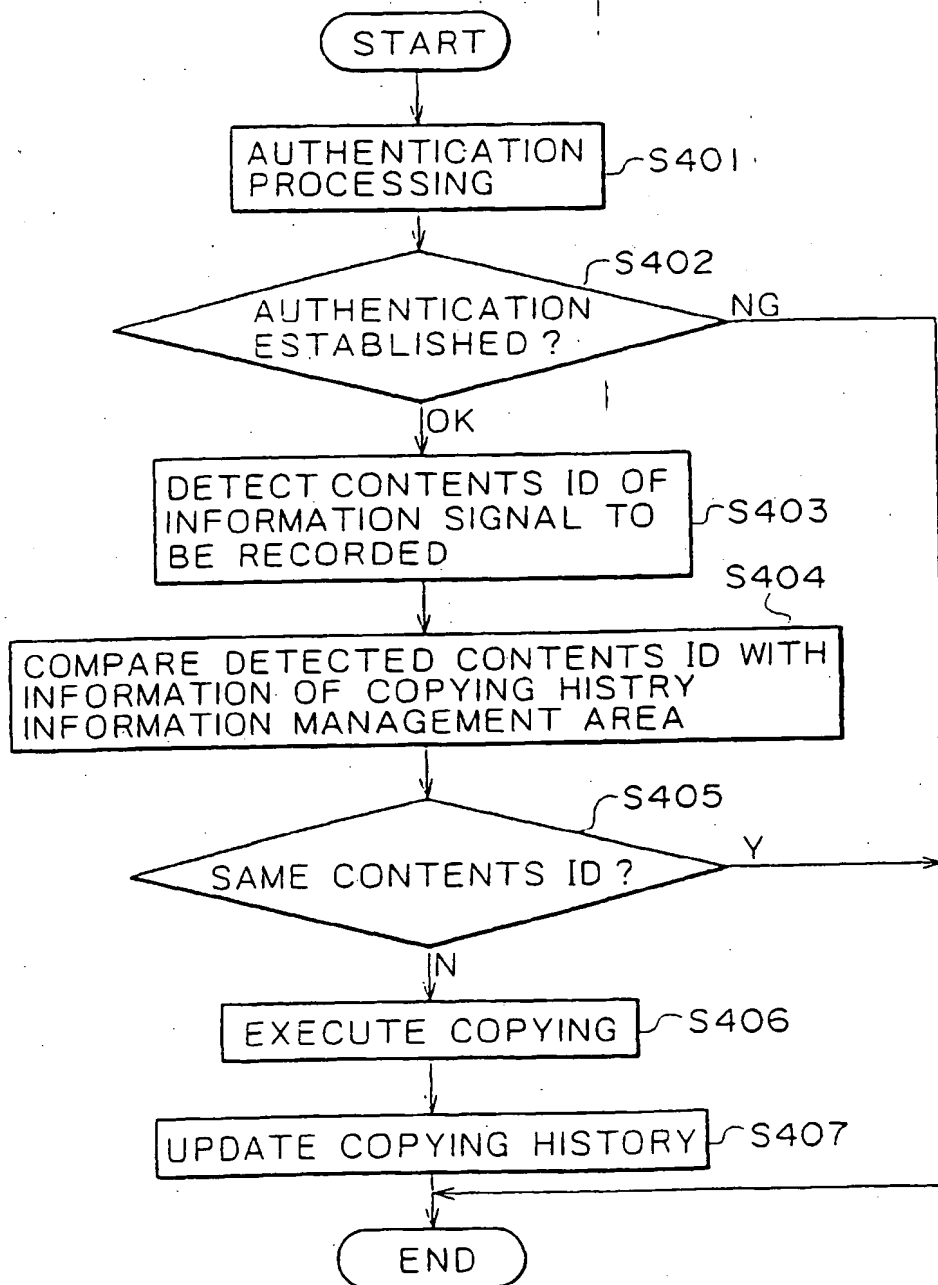 START
AUTHENTICATION
PROCESSING
S401
S402
AUTHENTICATION
ESTABLISHED?
NG
OK
DETECT CONTENTS ID OF
INFORMATION SIGNAL TO
BE RECORDED
S403
S404
COMPARE DETECTED CONTENTS ID WITH
INFORMATION OF COPYING HISTRY
INFORMATION MANAGEMENT AREA
S405
SAME CONTENTS ID?
Y
N
EXECUTE COPYING
S406
UPDATE COPYING HISTORY
S407
END